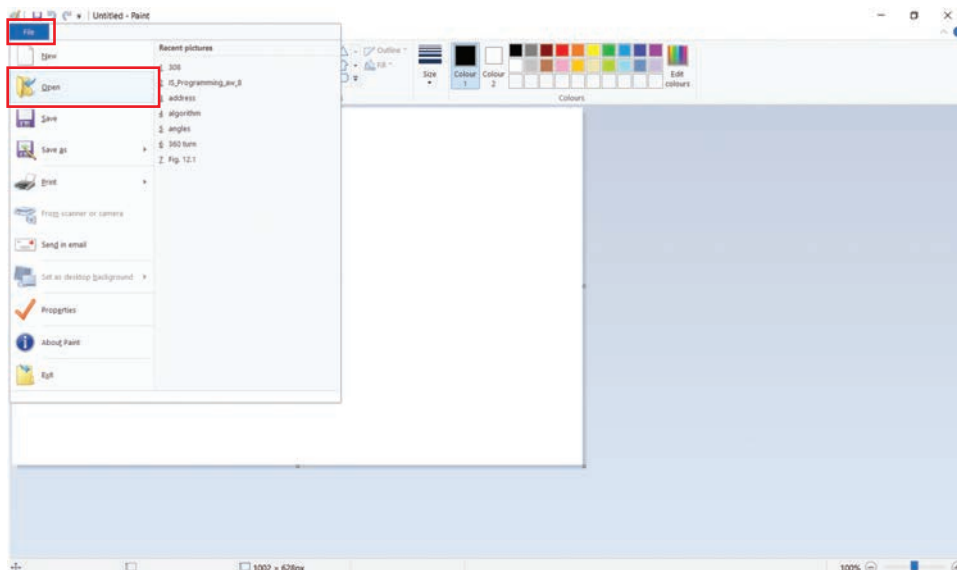 Untitled - Paint
File
New
Open
Save
Save as
Print
From scanner or camera
Send in email
Set as desktop background
Properties
About Paint
Exit
Recent pictures
1 308
2 IS_Programming_aw_8
3 address
4 algorithm
5 angles
6 360 turn
7 Fig. 12.1
Outline
Fill
Size
Colour
1
Colour
2
Edit
colours
Colours
1002 × 628px
100%